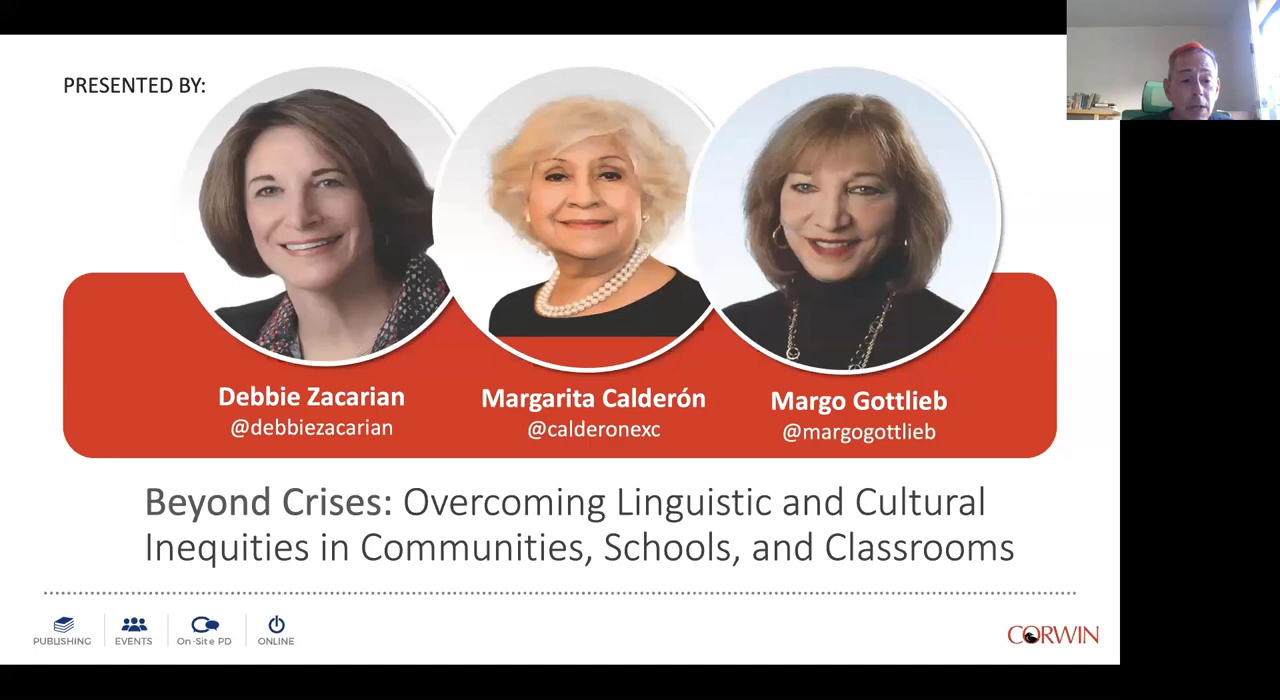 PRESENTED BY:
Debbie Zacarian
@debbiezacarian
Margarita Calderón
@calderonexc
Margo Gottlieb
@margogottlieb
Beyond Crises: Overcoming Linguistic and Cultural
Inequities in Communities, Schools, and Classrooms
PUBLISHING
EVENTS
On-Site PD
ONLINE
CORWIN